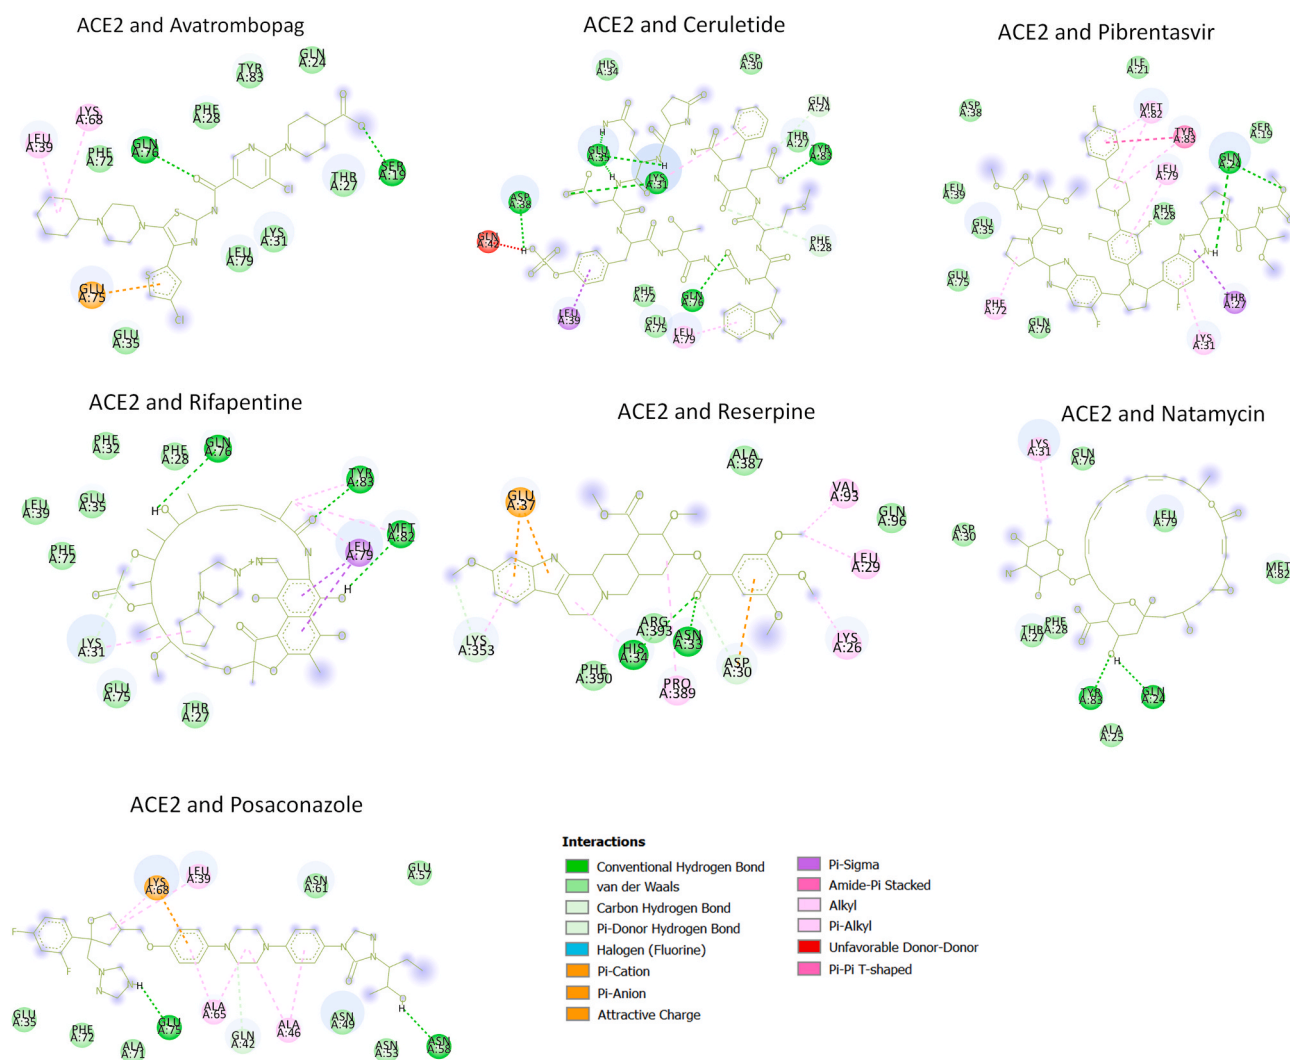 ACE2 and Avatrombopag
GLN
A:24
TYR
A:83
PHE
A:28
LYS
A:68
LEU
A:39
PHE
A:72
GLN
A:76
SER
A:19
THR
A:27
LYS
A:31
LEU
A:79
GLU
A:75
GLU
A:35
S
N
NH
O
Cl
ACE2 and Ceruletide
HIS
A:34
ASP
A:30
GLN
A:24
THR
A:27
TYR
A:83
GLU
A:35
LYS
A:31
ASP
A:38
GLN
A:42
PHE
A:28
PHE
A:72
GLN
A:76
LEU
A:39
GLU
A:75
LEU
A:79
H
ACE2 and Pibrentasvir
ILE
A:21
ASP
A:38
MET
A:82
TYR
A:83
SER
A:19
GLN
A:24
LEU
A:79
LEU
A:39
PHE
A:28
GLU
A:35
GLU
A:75
PHE
A:72
THR
A:27
GLN
A:76
LYS
A:31
F
H
ACE2 and Rifapentine
PHE
A:32
PHE
A:28
GLN
A:76
TYR
A:83
LEU
A:39
GLU
A:35
MET
A:82
PHE
A:72
LEU
A:79
LYS
A:31
GLU
A:75
THR
A:27
H
ACE2 and Reserpine
ALA
A:387
GLU
A:37
VAL
A:93
GLN
A:96
LEU
A:29
ARG
A:393
ASN
A:33
LYS
A:353
HIS
A:34
LYS
A:26
PHE
A:390
PRO
A:389
ASP
A:30
ACE2 and Natamycin
LYS
A:31
GLN
A:76
LEU
A:79
ASP
A:30
MET
A:82
THR
A:27
PHE
A:28
H
TYR
A:83
GLN
A:24
ALA
A:25
ACE2 and Posaconazole
LYS
A:68
LEU
A:39
ASN
A:61
GLU
A:57
F
F
H
H
GLU
A:35
PHE
A:72
ALA
A:71
GLU
A:75
ALA
A:65
GLN
A:42
ALA
A:46
ASN
A:49
ASN
A:53
ASN
A:58
Interactions
Conventional Hydrogen Bond
van der Waals
Carbon Hydrogen Bond
Pi-Donor Hydrogen Bond
Halogen (Fluorine)
Pi-Cation
Pi-Anion
Attractive Charge
Pi-Sigma
Amide-Pi Stacked
Alkyl
Pi-Alkyl
Unfavorable Donor-Donor
Pi-Pi T-shaped